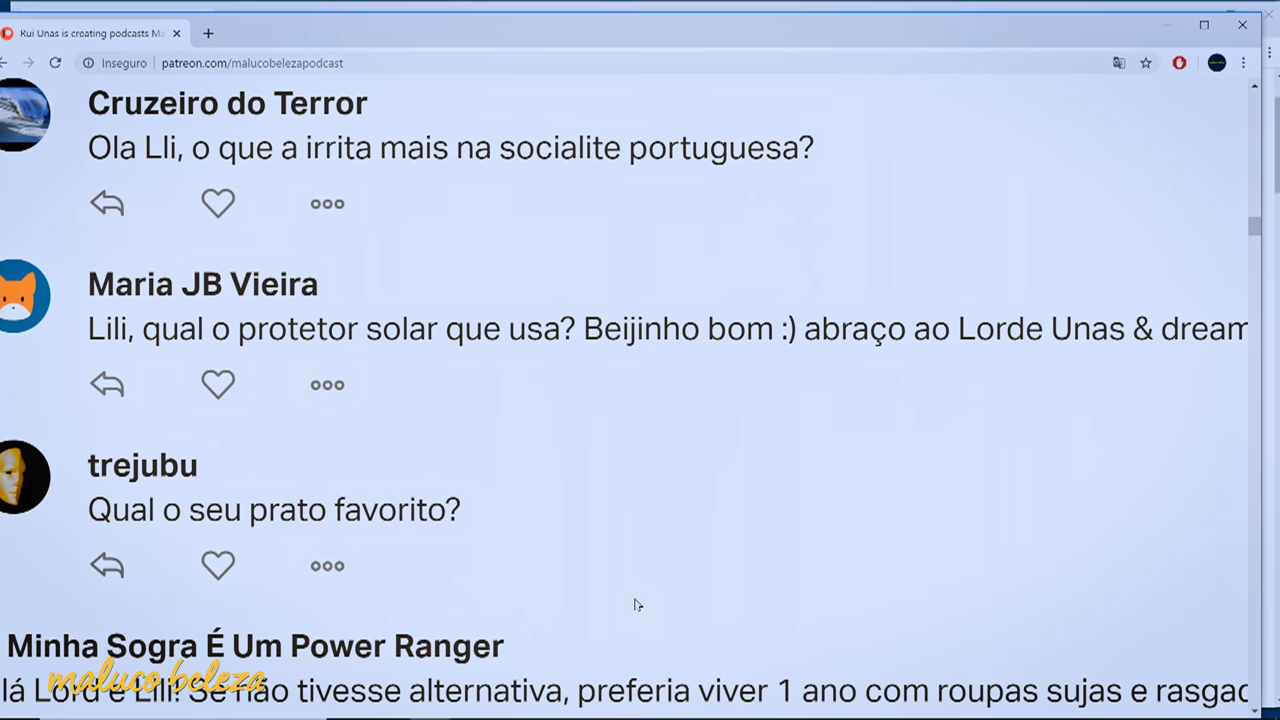 Rui Unas is creating podcasts Ma
Inseguro patreon.com/malucobelezapodcast
Cruzeiro do Terror
Ola Lli, o que a irrita mais na socialite portuguesa?
Maria JB Vieira
Lili, qual o protetor solar que usa? Beijinho bom :) abraço ao Lorde Unas & dream
trejubu
Qual o seu prato favorito?
Minha Sogra É Um Power Ranger
lá Lord e Lili! Se não tivesse alternativa, preferia viver 1 ano com roupas sujas e rasgad
maluco beleza